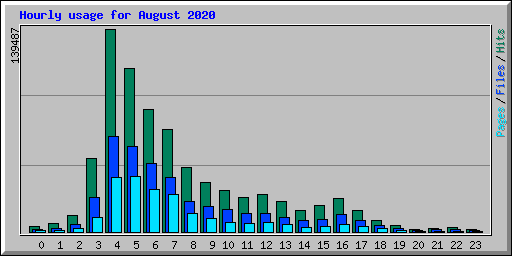 Hourly usage for August 2020
139487
Pages / Files / Hits
0 1 2 3 4 5 6 7 8 9 10 11 12 13 14 15 16 17 18 19 20 21 22 23